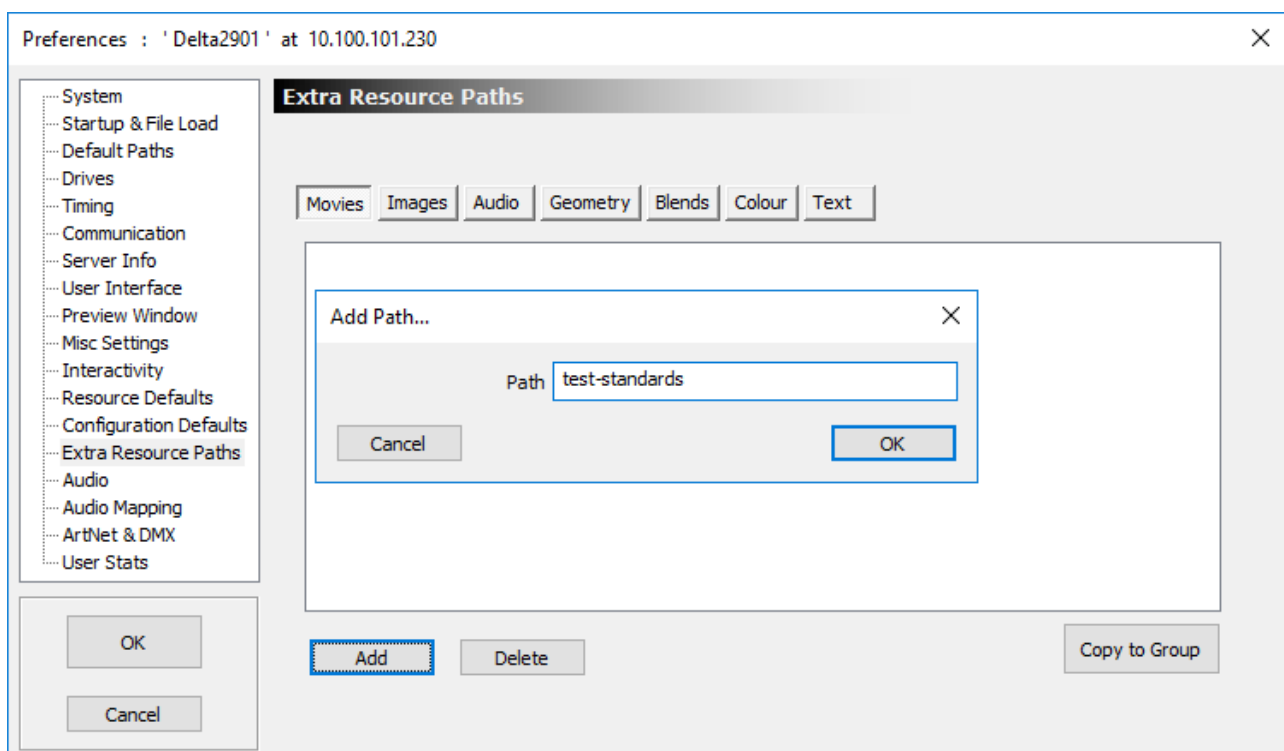 Preferences : ' Delta2901 ' at 10.100.101.230
System
Startup & File Load
Default Paths
Drives
Timing
Communication
Server Info
User Interface
Preview Window
Misc Settings
Interactivity
Resource Defaults
Configuration Defaults
Extra Resource Paths
Audio
Audio Mapping
ArtNet & DMX
User Stats
OK
Cancel
Extra Resource Paths
Movies Images Audio Geometry Blends Colour Text
Add Path...
Path test-standards
Cancel OK
Add Delete Copy to Group